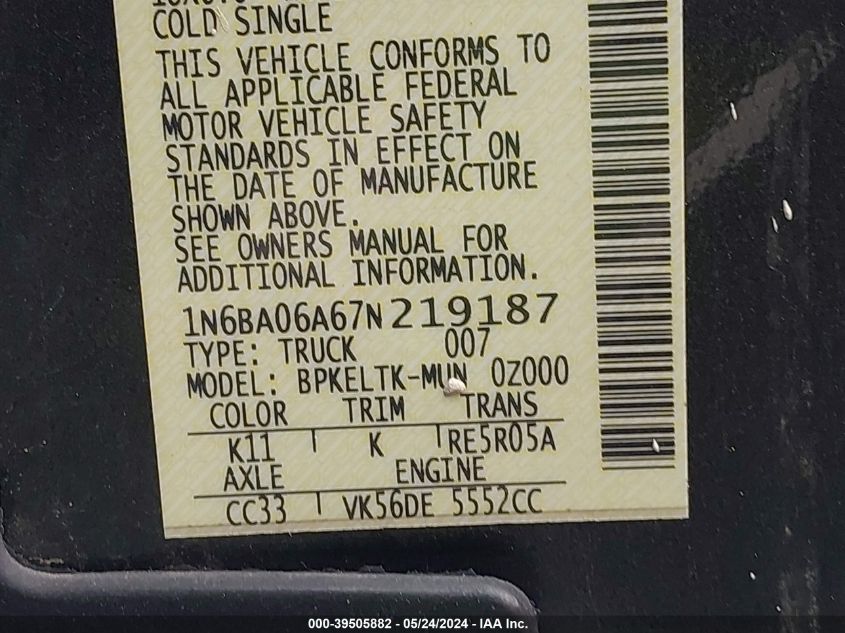 COLD SINGLE
THIS VEHICLE CONFORMS TO
ALL APPLICABLE FEDERAL
MOTOR VEHICLE SAFETY
STANDARDS IN EFFECT ON
THE DATE OF MANUFACTURE
SHOWN ABOVE.
SEE OWNERS MANUAL FOR
ADDITIONAL INFORMATION.
1N6BA06A67N219187
TYPE: TRUCK 007
MODEL: BPKELTK-MUN 0Z000
COLOR TRIM TRANS
K11 K RE5R05A
AXLE ENGINE
CC33 VK56DE 5552CC
000-39505882 - 05/24/2024 - IAA Inc.